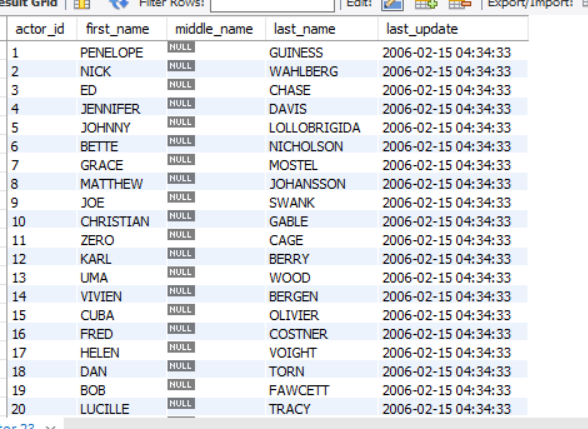 esult Grid Filter Rows: Edit: Export/Import:
actor_id first_name middle_name last_name last_update
1 PENELOPE NULL GUINESS 2006-02-15 04:34:33
2 NICK NULL WAHLBERG 2006-02-15 04:34:33
3 ED NULL CHASE 2006-02-15 04:34:33
4 JENNIFER NULL DAVIS 2006-02-15 04:34:33
5 JOHNNY NULL LOLLOBRIGIDA 2006-02-15 04:34:33
6 BETTE NULL NICHOLSON 2006-02-15 04:34:33
7 GRACE NULL MOSTEL 2006-02-15 04:34:33
8 MATTHEW NULL JOHANSSON 2006-02-15 04:34:33
9 JOE NULL SWANK 2006-02-15 04:34:33
10 CHRISTIAN NULL GABLE 2006-02-15 04:34:33
11 ZERO NULL CAGE 2006-02-15 04:34:33
12 KARL NULL BERRY 2006-02-15 04:34:33
13 UMA NULL WOOD 2006-02-15 04:34:33
14 VIVIEN NULL BERGEN 2006-02-15 04:34:33
15 CUBA NULL OLIVIER 2006-02-15 04:34:33
16 FRED NULL COSTNER 2006-02-15 04:34:33
17 HELEN NULL VOIGHT 2006-02-15 04:34:33
18 DAN NULL TORN 2006-02-15 04:34:33
19 BOB NULL FAWCETT 2006-02-15 04:34:33
20 LUCILLE NULL TRACY 2006-02-15 04:34:33
tor 23